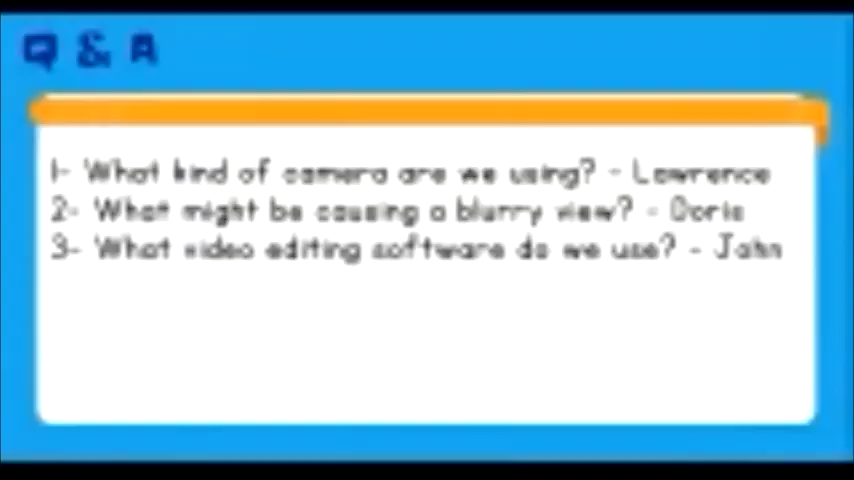 Q & A
1- What kind of camera are we using? - Lawrence
2- What might be causing a blurry view? - Doris
3- What video editing software do we use? - John